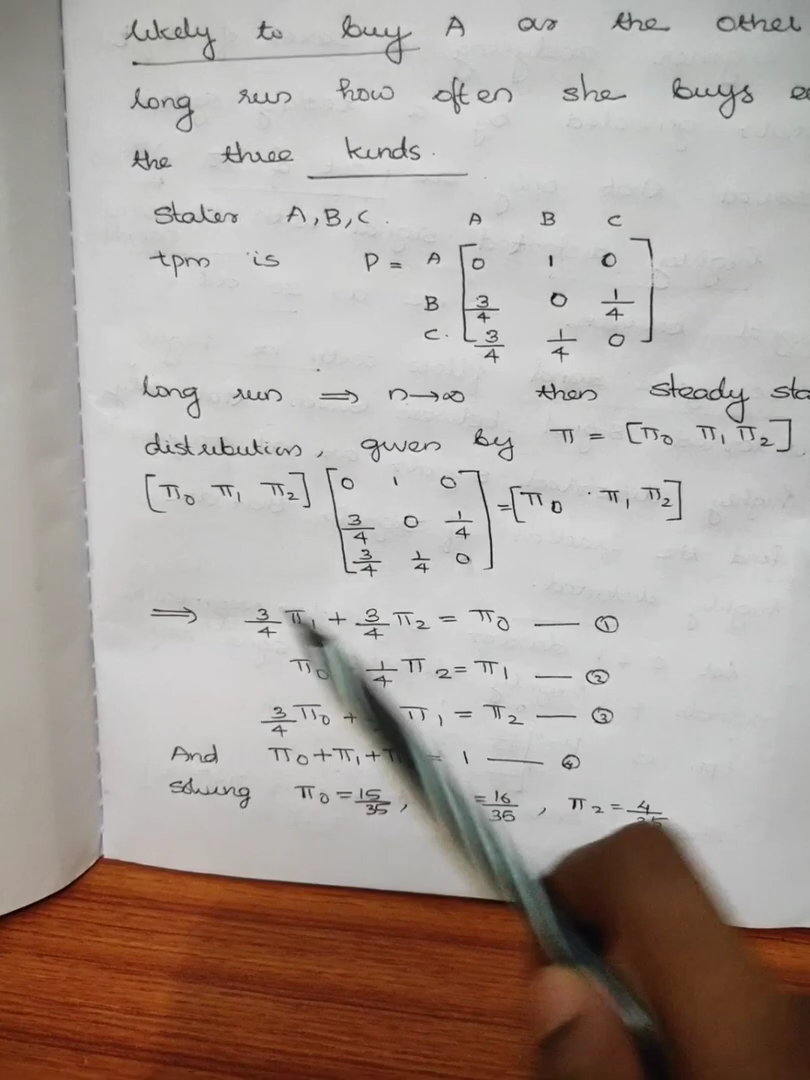 likely to buy A as the other
long run how often she buys
the three kinds.
States A, B, C. A B C
tpm is P = A [ 0 1 0
B 3/4 0 1/4
C. 3/4 1/4 0 ]
long run ⟹ n→∞ then steady
distribution, given by π = [π0 π1 π2]
[π0 π1 π2] [ 0 1 0 = [π0 π1 π2]
3/4 0 1/4
3/4 1/4 0 ]
⟹ 3/4 π1 + 3/4 π2 = π0 — ①
π0 1/4 π2 = π1 — ②
3/4 π0 + π1 = π2 — ③
And π0 + π1 + = 1 — ④
Solving π0 = 15/35, = 16/35, π2 = 4/35